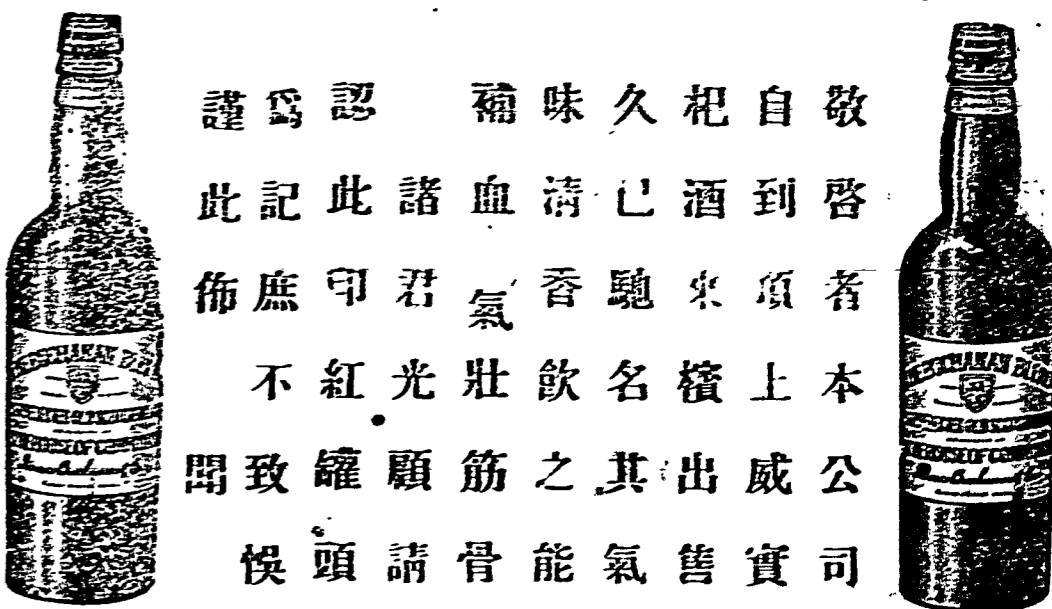 敬啓者本公司
自到頂上威實
杞酒來檳出售
久已馳名其氣
味清香飲之能
補血氣壯筋骨
諸君光顧請
認此印紅罐頭
爲記庶不致悞
謹此佈 聞